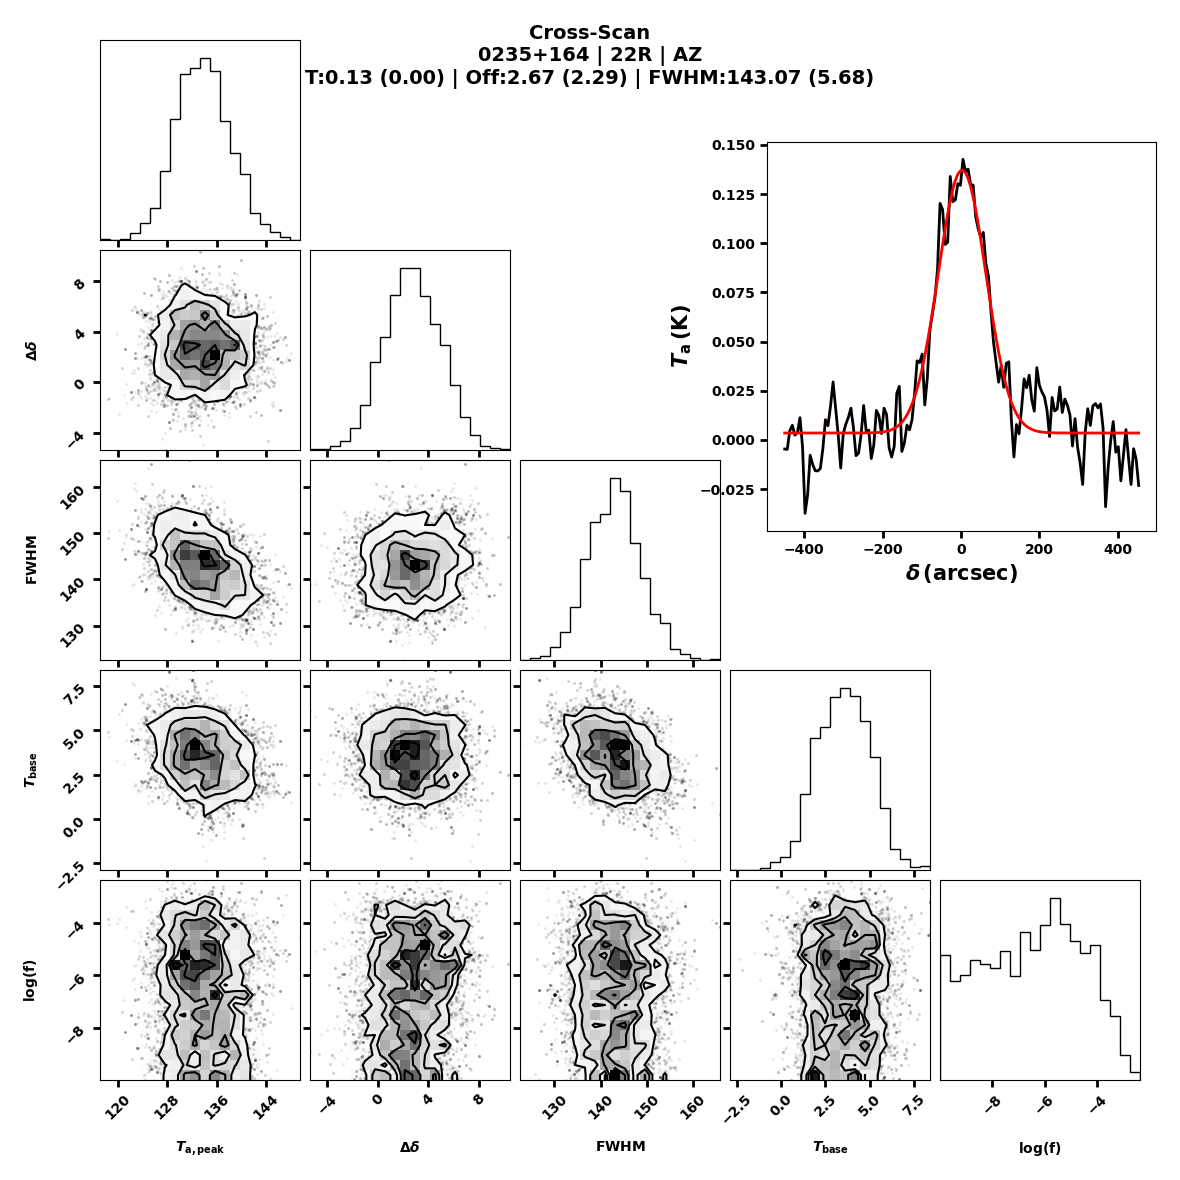 Cross-Scan
0235+164 | 22R | AZ
T:0.13 (0.00) | Off:2.67 (2.29) | FWHM:143.07 (5.68)
0.150
0.125
0.100
0.075
0.050
0.025
0.000
−0.025
Ta (K)
−400 −200 0 200 400
δ (arcsec)
8
4
0
−4
Δδ
160
150
140
130
FWHM
7.5
5.0
2.5
0.0
−2.5
Tbase
−4
−6
−8
log(f)
120 128 136 144
−4 0 4 8
130 140 150 160
−2.5 0.0 2.5 5.0 7.5
−8 −6 −4
Ta,peak
Δδ
FWHM
Tbase
log(f)